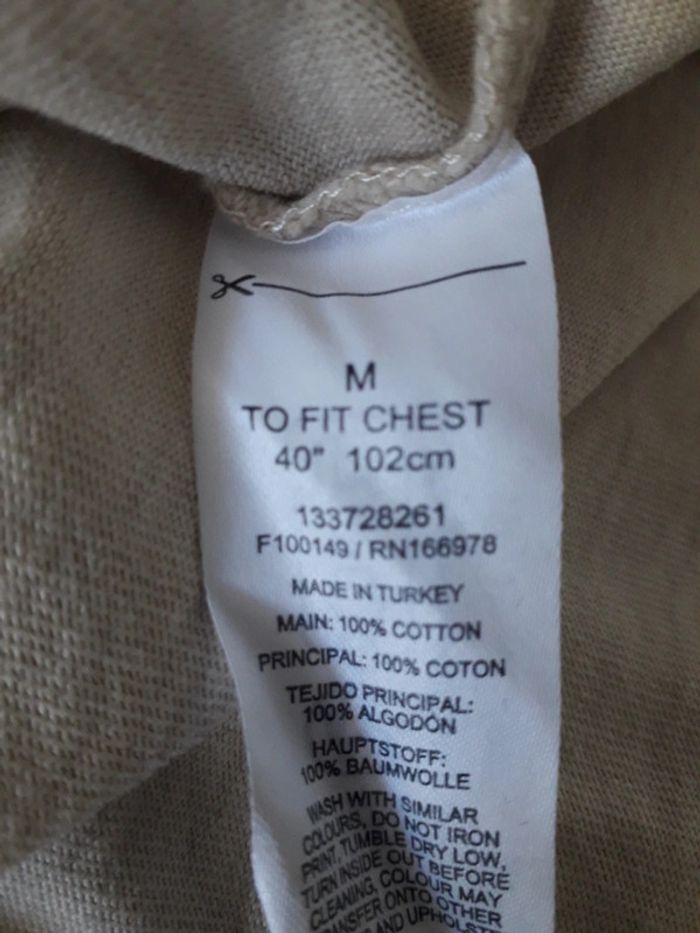 M
TO FIT CHEST
40" 102cm
133728261
F100149 / RN166978
MADE IN TURKEY
MAIN: 100% COTTON
PRINCIPAL: 100% COTON
TEJIDO PRINCIPAL:
100% ALGODÓN
HAUPTSTOFF:
100% BAUMWOLLE
WASH WITH SIMILAR
COLOURS, DO NOT IRON
PRINT, TUMBLE DRY LOW,
TURN INSIDE OUT BEFORE
CLEANING, COLOUR MAY
TRANSFER ONTO OTHER
AND